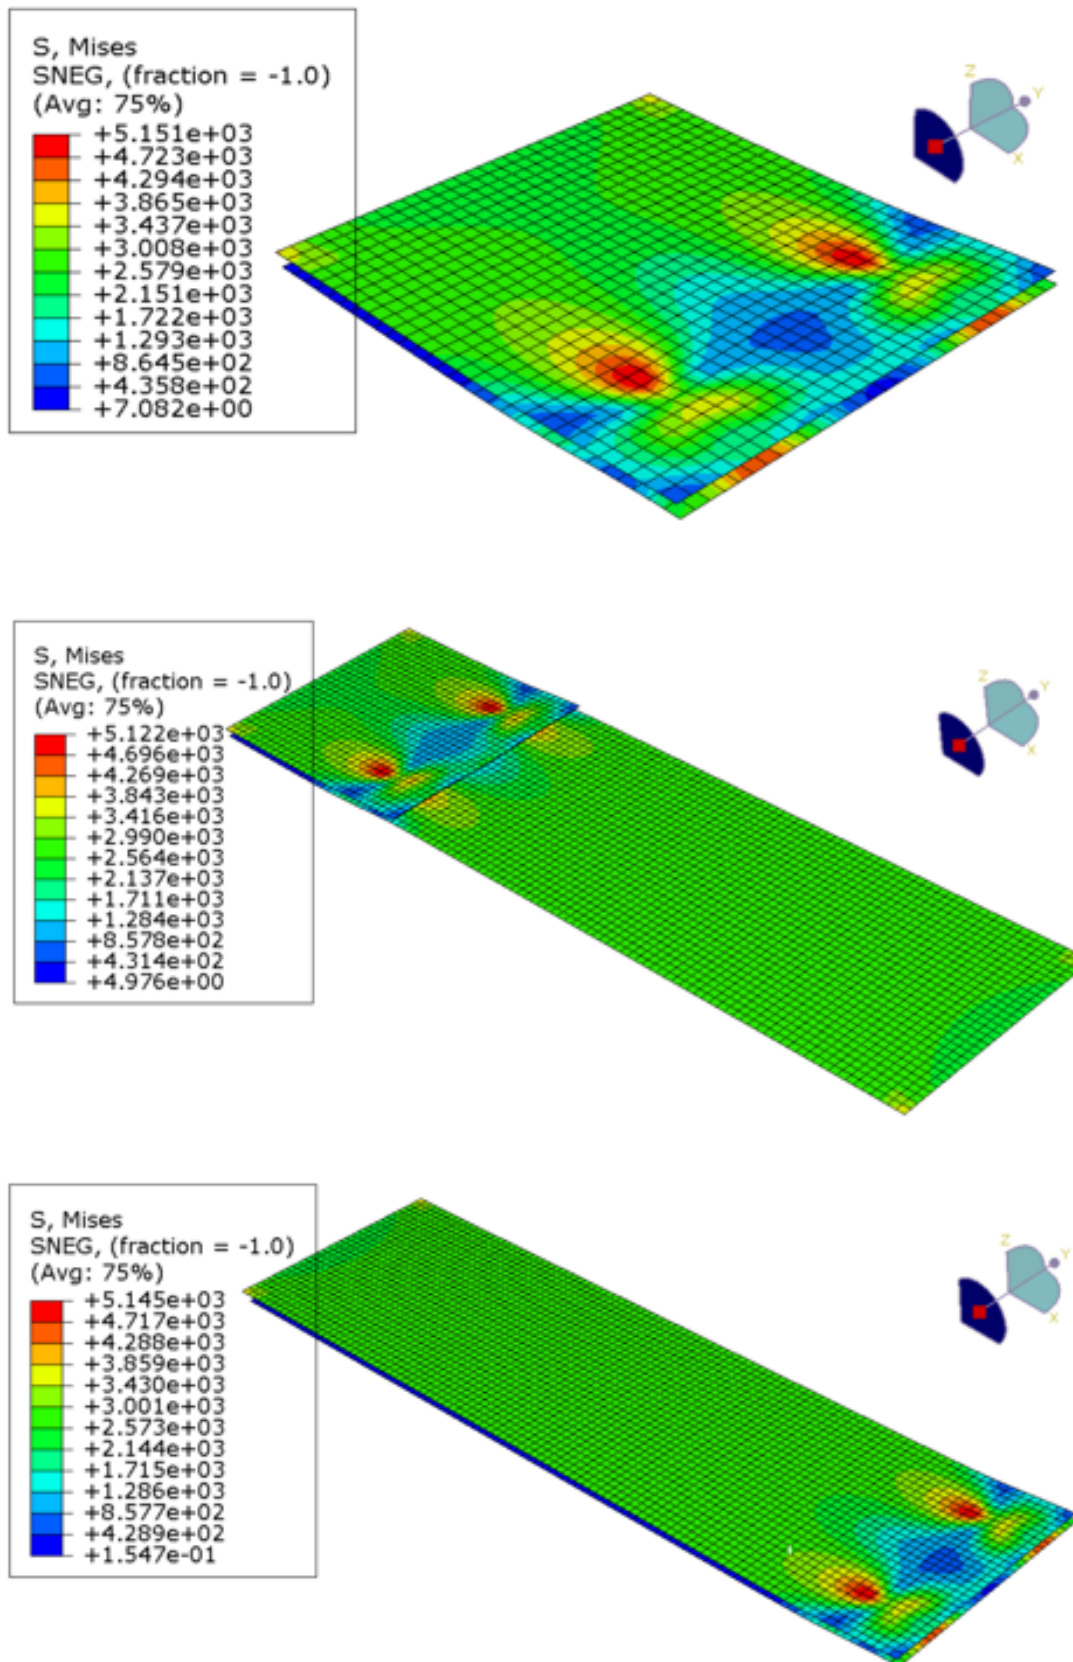 S, Mises
SNEG, (fraction = -1.0)
(Avg: 75%)
+5.151e+03
+4.723e+03
+4.294e+03
+3.865e+03
+3.437e+03
+3.008e+03
+2.579e+03
+2.151e+03
+1.722e+03
+1.293e+03
+8.645e+02
+4.358e+02
+7.082e+00
Z
Y
X
S, Mises
SNEG, (fraction = -1.0)
(Avg: 75%)
+5.122e+03
+4.696e+03
+4.269e+03
+3.843e+03
+3.416e+03
+2.990e+03
+2.564e+03
+2.137e+03
+1.711e+03
+1.284e+03
+8.578e+02
+4.314e+02
+4.976e+00
Z
Y
X
S, Mises
SNEG, (fraction = -1.0)
(Avg: 75%)
+5.145e+03
+4.717e+03
+4.288e+03
+3.859e+03
+3.430e+03
+3.001e+03
+2.573e+03
+2.144e+03
+1.715e+03
+1.286e+03
+8.577e+02
+4.289e+02
+1.547e-01
Z
Y
X